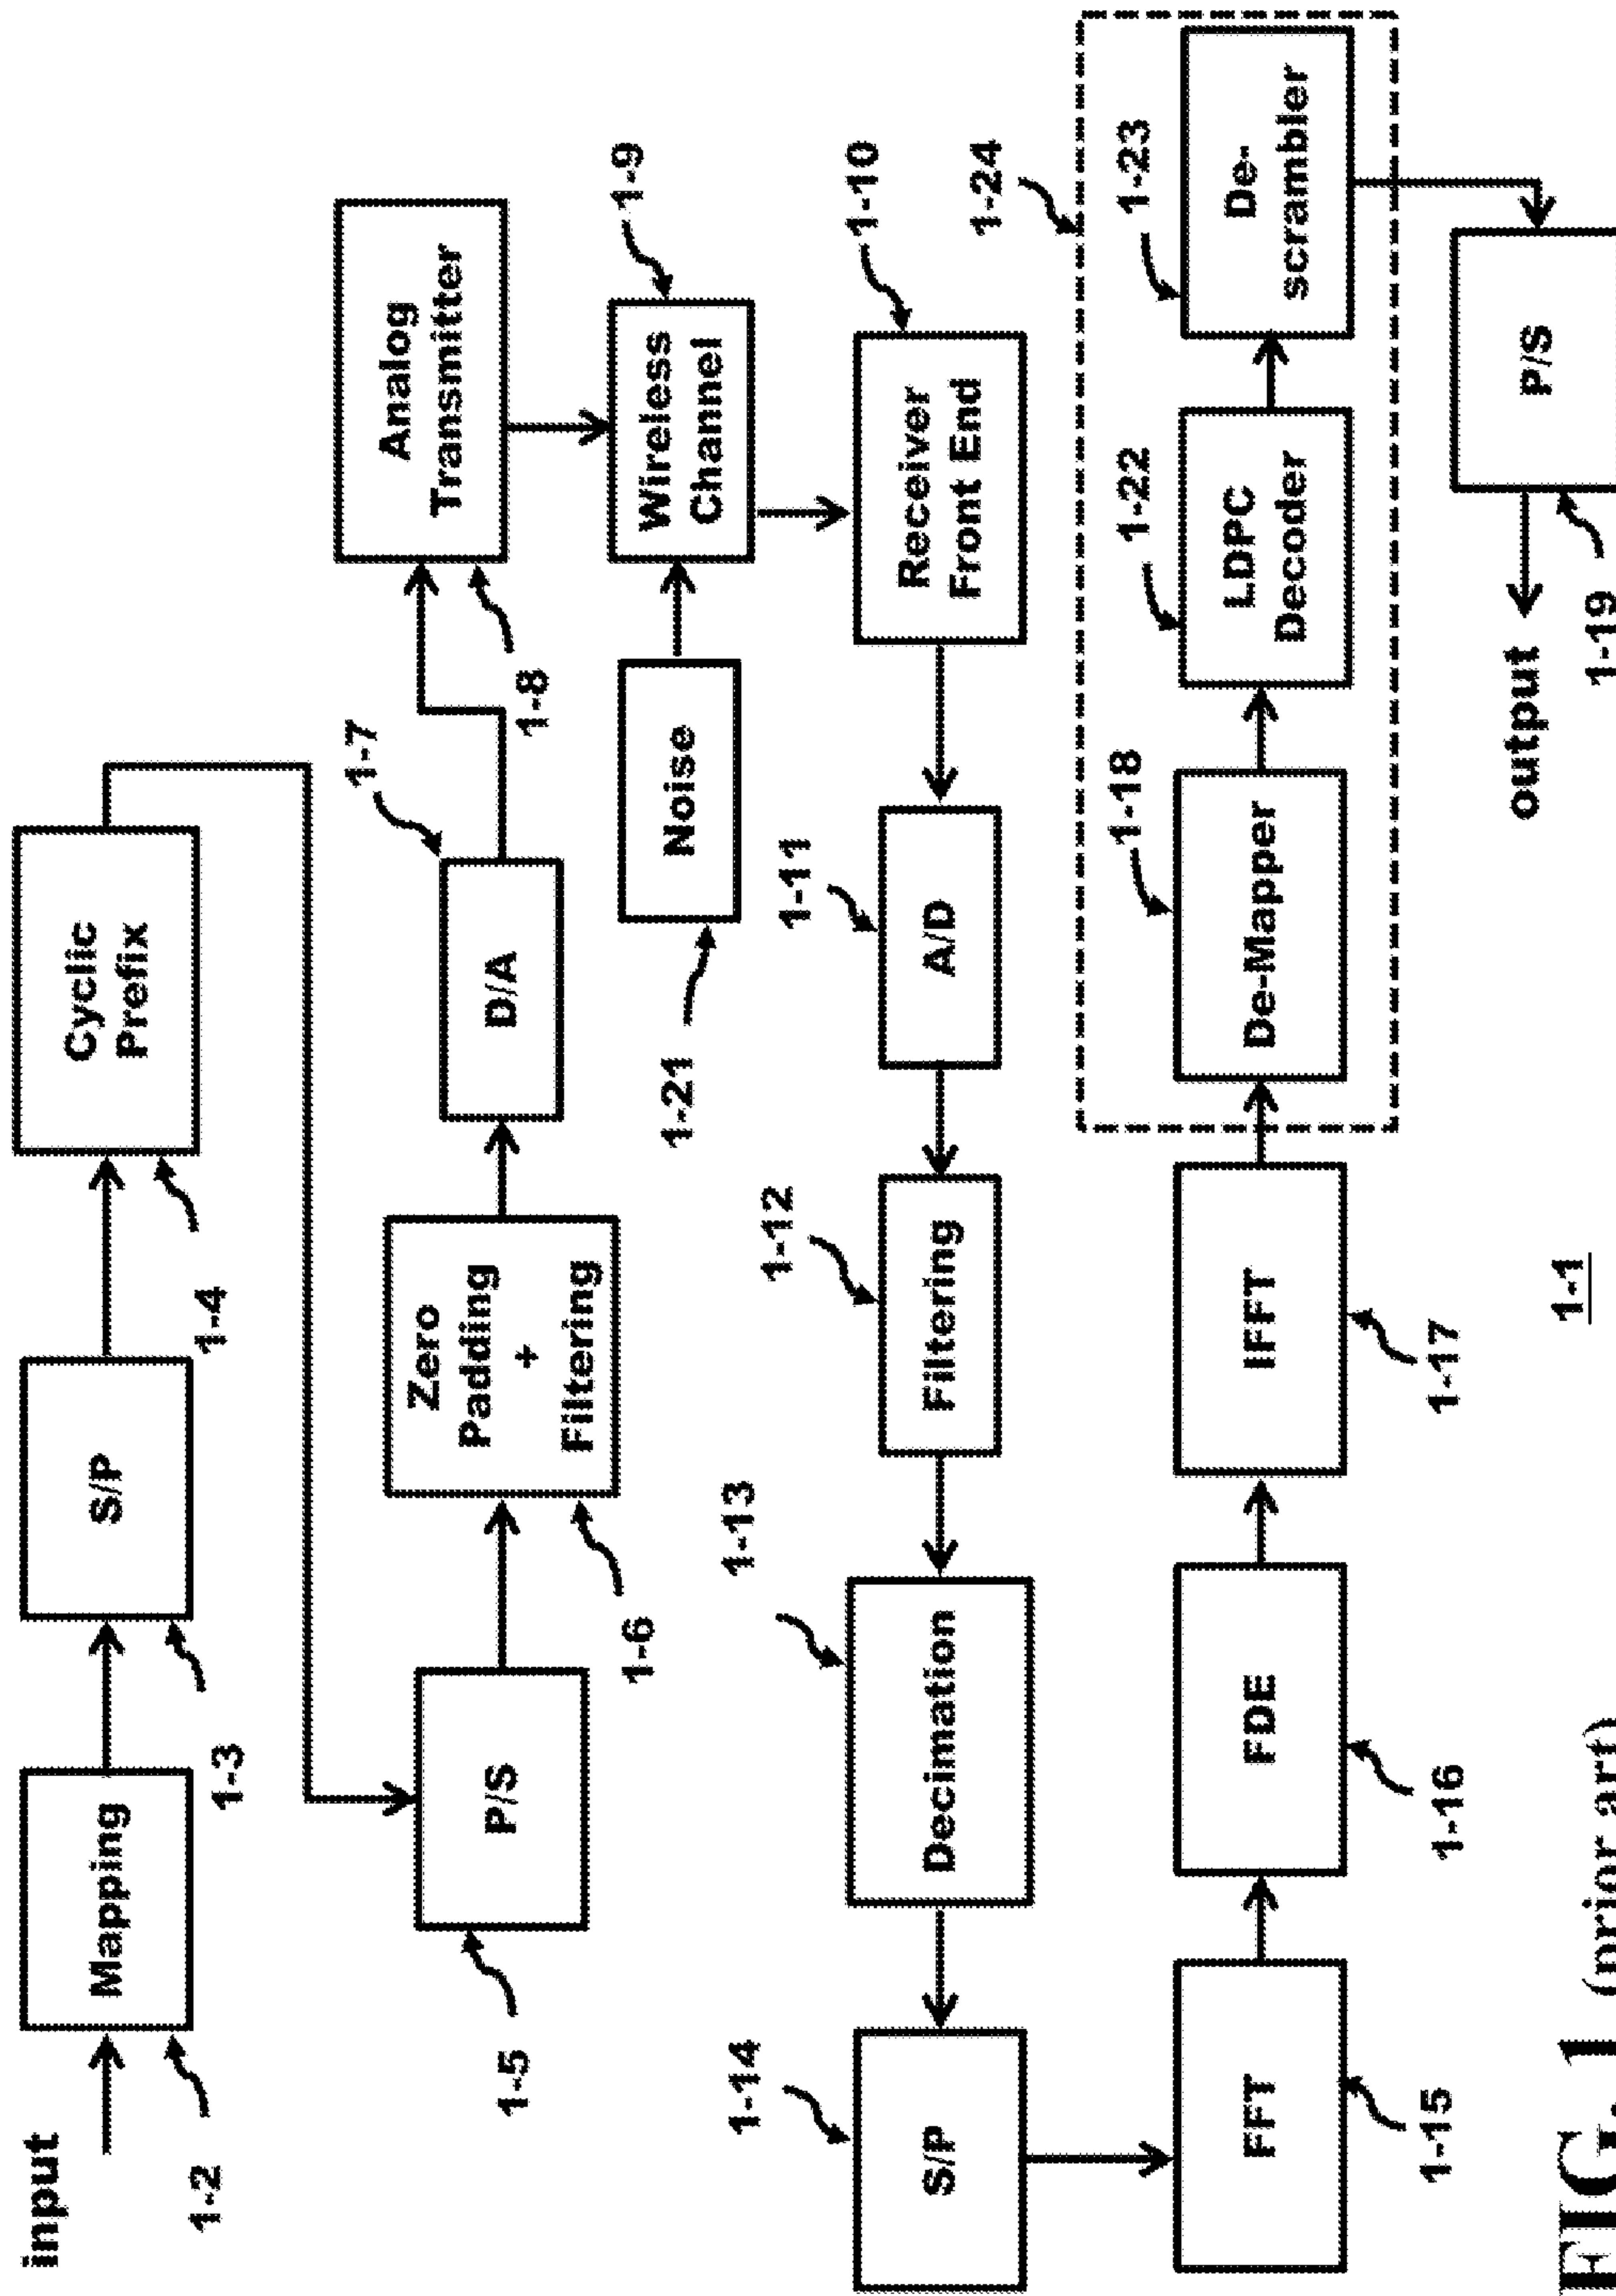 input
Mapping
1-2
S/P
1-3
Cyclic
Prefix
1-4
P/S
1-5
Zero
Padding
+
Filtering
1-6
D/A
1-7
Analog
Transmitter
1-8
Noise
1-21
Wireless
Channel
1-9
Receiver
Front End
1-10
A/D
1-11
Filtering
1-12
Decimation
1-13
S/P
1-14
FFT
1-15
FDE
1-16
IFFT
1-17
De-Mapper
1-18
LDPC
Decoder
1-22
De-
scrambler
1-23
1-24
P/S
1-19
output
1-1
FIG. 1 (prior art)